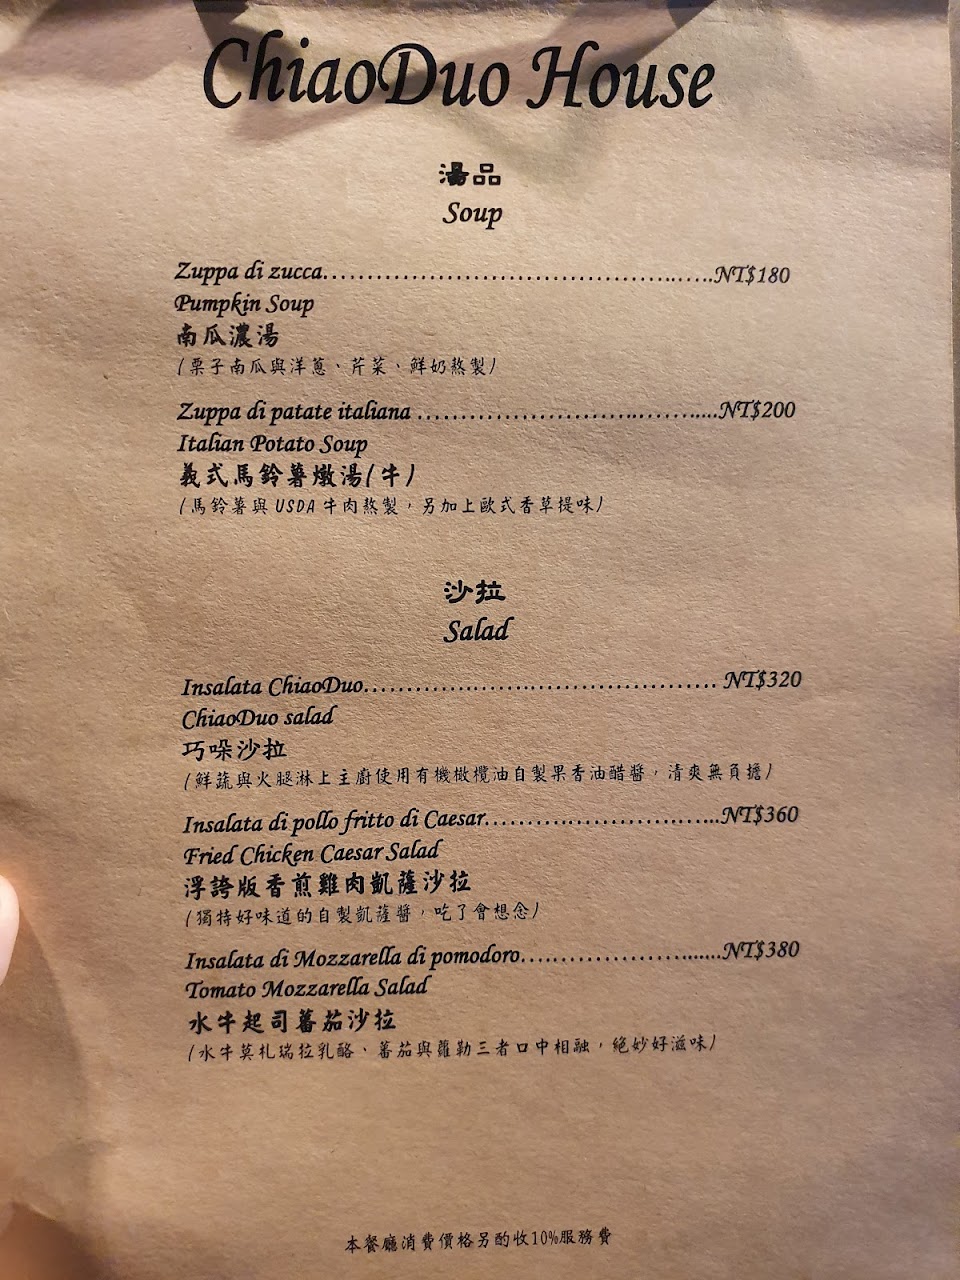 ChiaoDuo House
湯品
Soup
Zuppa di zucca................................................NT$180
Pumpkin Soup
南瓜濃湯
(栗子南瓜與洋蔥、芹菜、鮮奶熬製)
Zuppa di patate italiana .....................................NT$200
Italian Potato Soup
義式馬鈴薯燉湯(牛)
(馬鈴薯與USDA牛肉熬製，另加上歐式香草提味)
沙拉
Salad
Insalata ChiaoDuo........................................... NT$320
ChiaoDuo salad
巧哚沙拉
(鮮蔬與火腿淋上主廚使用有機橄欖油自製果香油醋醬，清爽無負擔)
Insalata di pollo fritto di Caesar.............................NT$360
Fried Chicken Caesar Salad
浮誇版香煎雞肉凱薩沙拉
(獨特好味道的自製凱薩醬，吃了會想念)
Insalata di Mozzarella di pomodoro.........................NT$380
Tomato Mozzarella Salad
水牛起司蕃茄沙拉
(水牛莫札瑞拉乳酪、蕃茄與蘿勒三者口中相融，絕妙好滋味)
本餐廳消費價格另酌收10%服務費